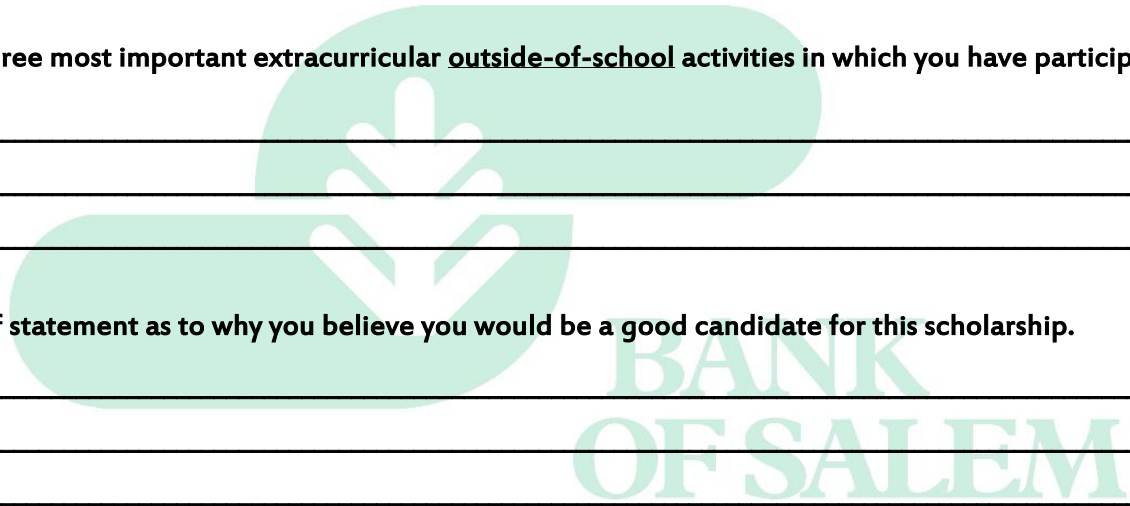 ree most important extracurricular outside-of-school activities in which you have particip
f statement as to why you believe you would be a good candidate for this scholarship.
BANK
OF SALEM